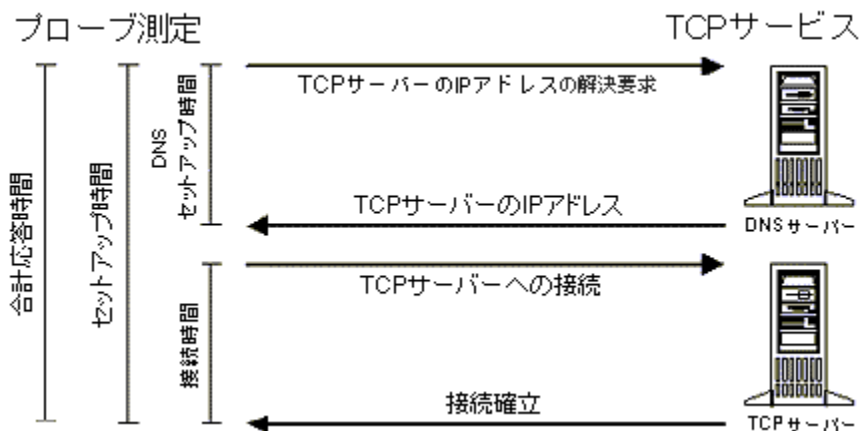 プローブ測定
TCPサービス
合計応答時間
セットアップ時間
DNS
セットアップ時間
TCPサーバーのIPアドレスの解決要求
TCPサーバーのIPアドレス
DNSサーバー
接続時間
TCPサーバーへの接続
接続確立
TCPサーバー